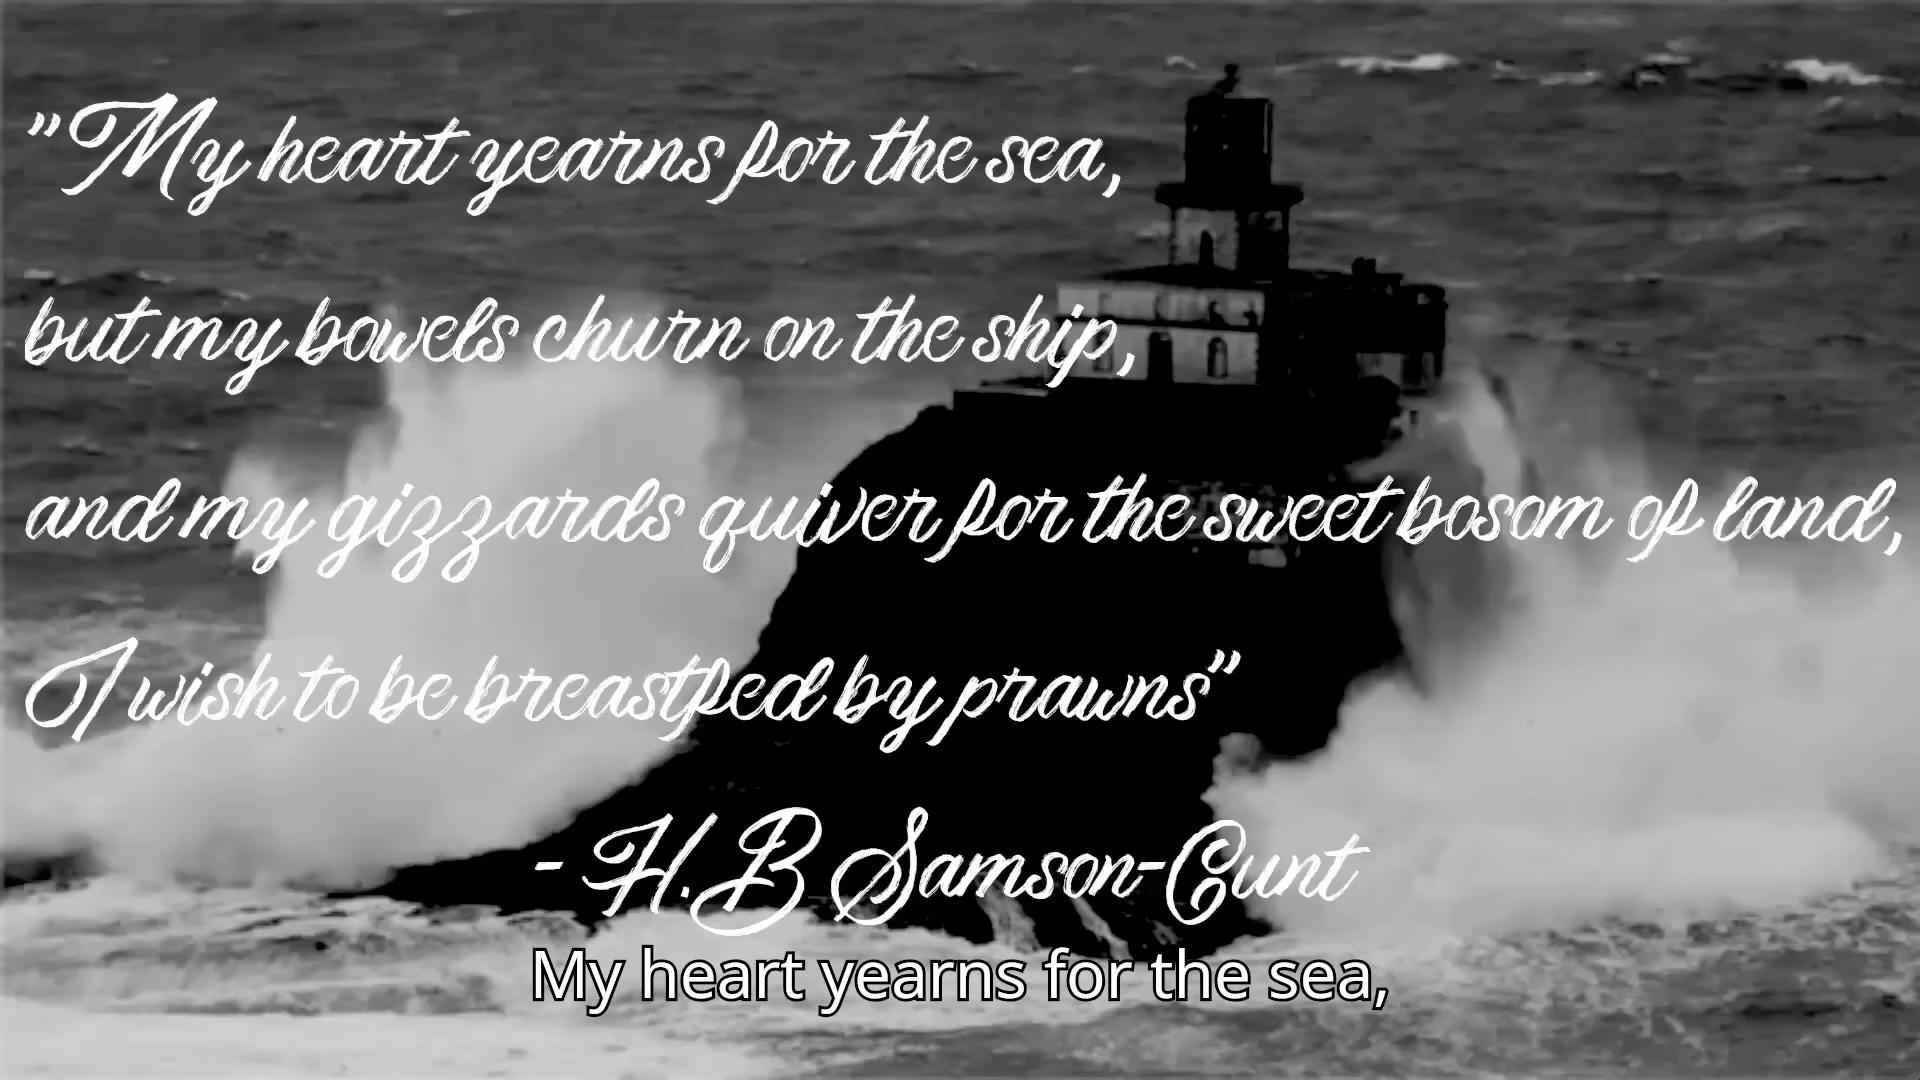 "My heart yearns for the sea,
but my bowels churn on the ship,
and my gizzards quiver for the sweet bosom of land,
I wish to be breastfed by prawns"
- H.B Samson-Cunt
My heart yearns for the sea,